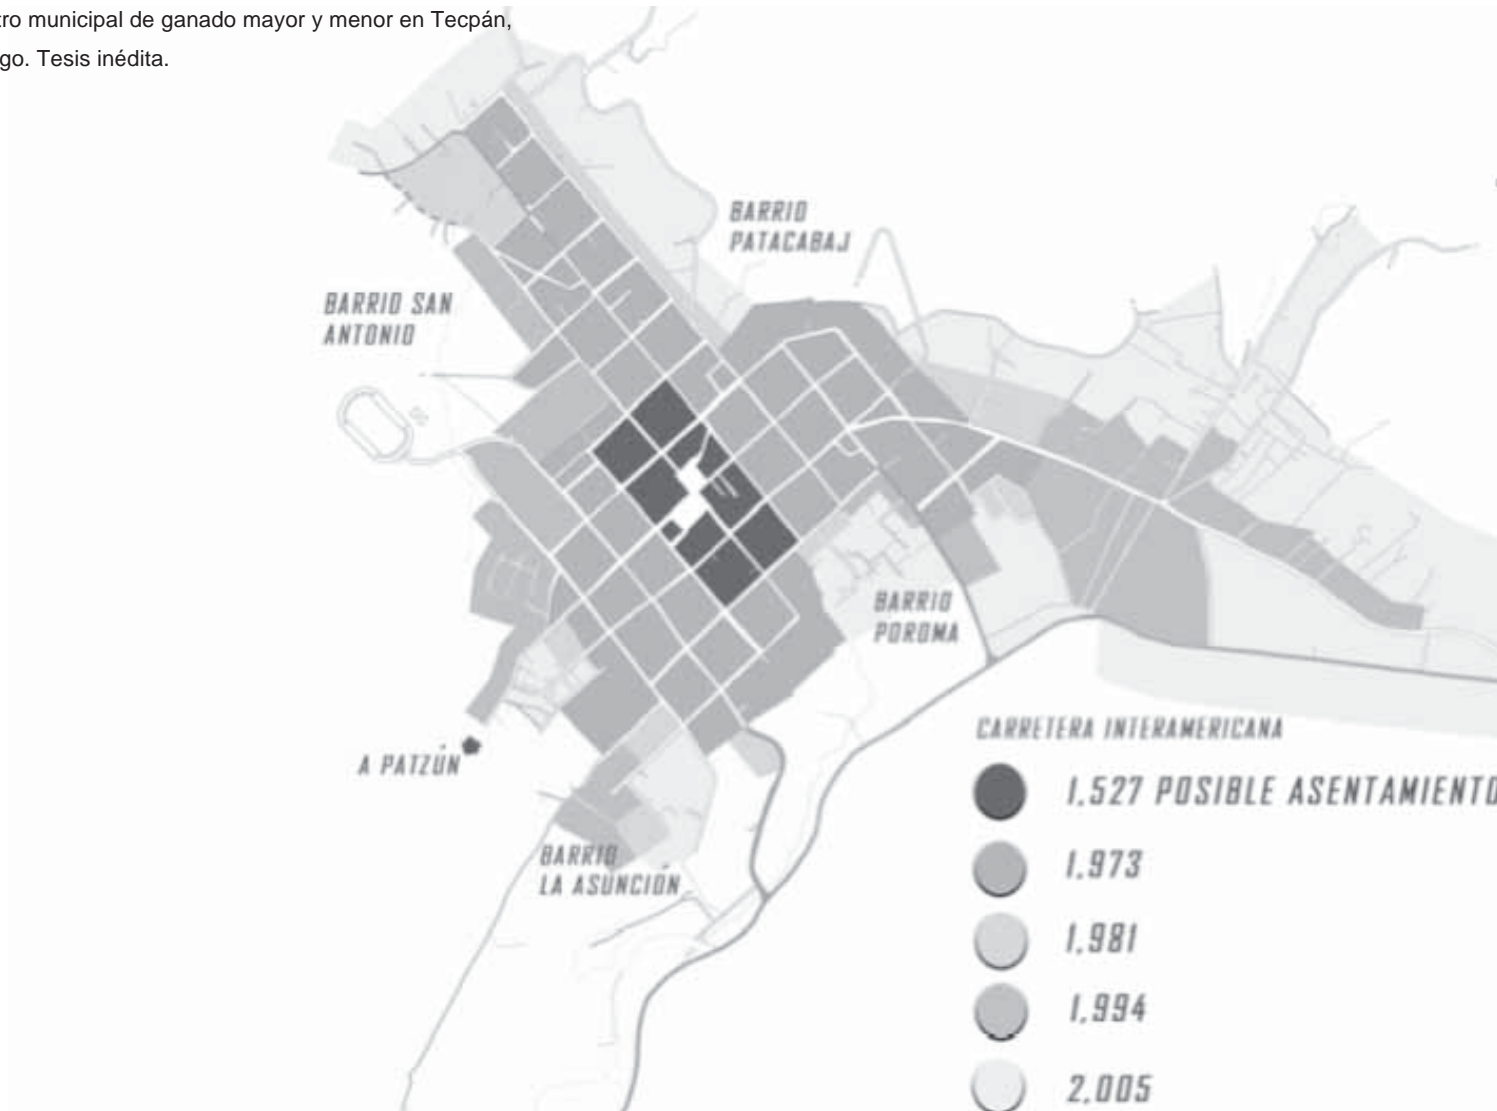 tro municipal de ganado mayor y menor en Tecpán,
go. Tesis inédita.
BARRIO
PATACABAJ
BARRIO SAN
ANTONIO
BARRIO
POROMA
A PATZÚN
BARRIO
LA ASUNCIÓN
CARRETERA INTERAMERICANA
1,527 POSIBLE ASENTAMIENTO
1,973
1,981
1,994
2,005